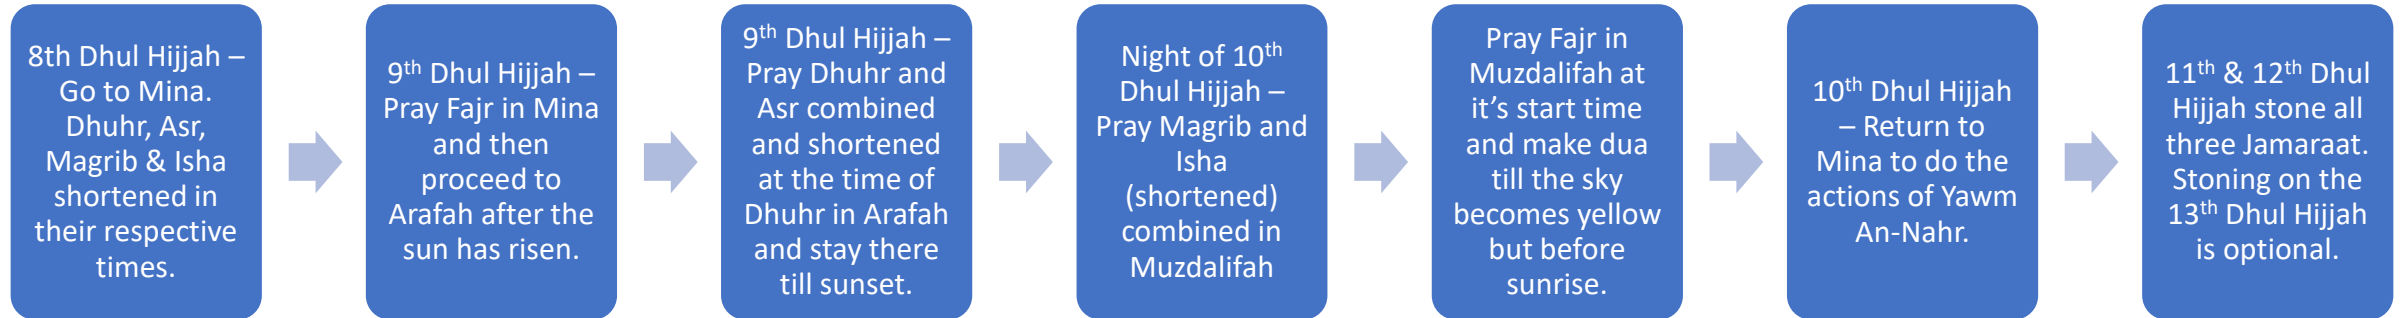 8th Dhul Hijjah –
Go to Mina.
Dhuhr, Asr,
Magrib & Isha
shortened in
their respective
times.
9th Dhul Hijjah –
Pray Fajr in Mina
and then
proceed to
Arafah after the
sun has risen.
9th Dhul Hijjah –
Pray Dhuhr and
Asr combined
and shortened
at the time of
Dhuhr in Arafah
and stay there
till sunset.
Night of 10th
Dhul Hijjah –
Pray Magrib and
Isha
(shortened)
combined in
Muzdalifah
Pray Fajr in
Muzdalifah at
it’s start time
and make dua
till the sky
becomes yellow
but before
sunrise.
10th Dhul Hijjah
– Return to
Mina to do the
actions of Yawm
An-Nahr.
11th & 12th Dhul
Hijjah stone all
three Jamaraat.
Stoning on the
13th Dhul Hijjah
is optional.